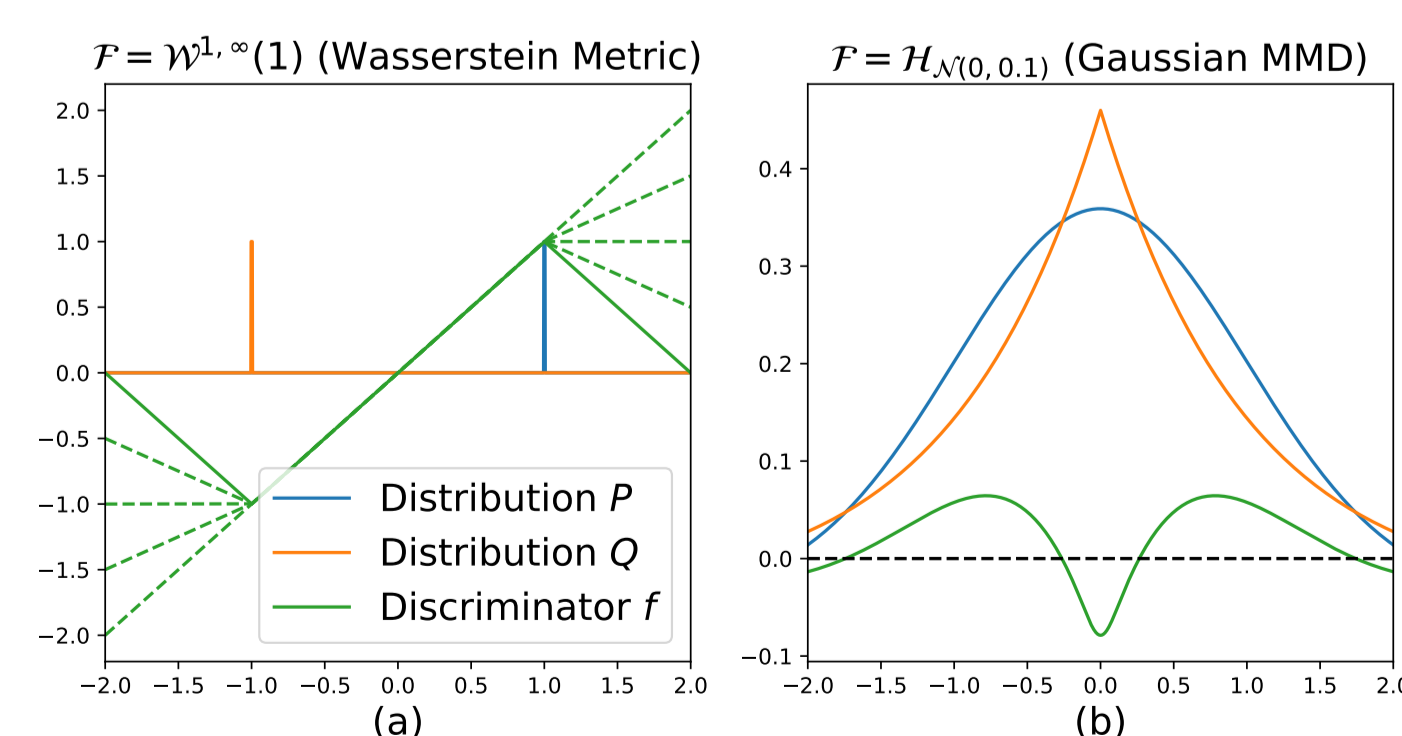 ℱ = 𝒲¹,∞(1) (Wasserstein Metric)
2.0
1.5
1.0
0.5
0.0
−0.5
−1.0
−1.5
−2.0
−2.0 −1.5 −1.0 −0.5 0.0 0.5 1.0 1.5 2.0
Distribution P
Distribution Q
Discriminator f
(a)
ℱ = ℋ𝒩(0, 0.1) (Gaussian MMD)
0.4
0.3
0.2
0.1
0.0
−0.1
−2.0 −1.5 −1.0 −0.5 0.0 0.5 1.0 1.5 2.0
(b)